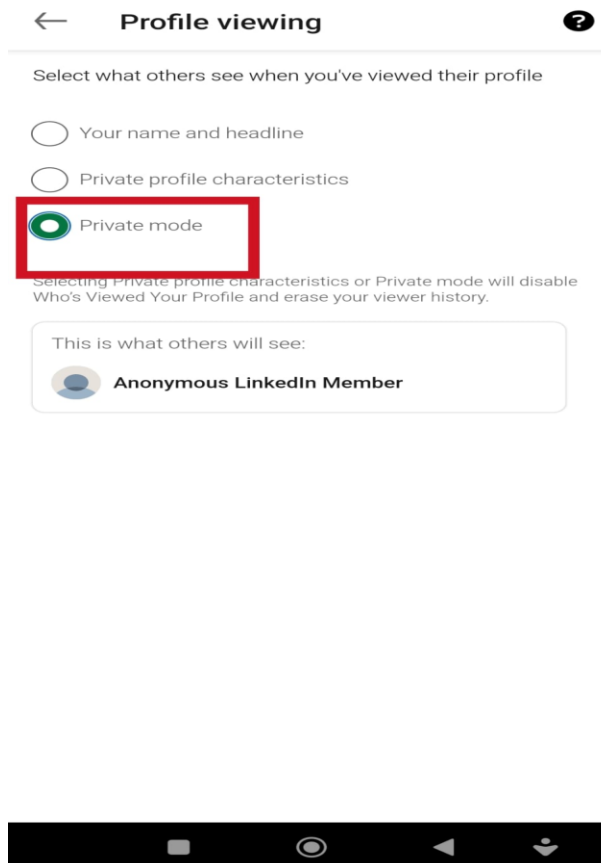 Profile viewing
?
Select what others see when you've viewed their profile
Your name and headline
Private profile characteristics
Private mode
Selecting Private profile characteristics or Private mode will disable
Who's Viewed Your Profile and erase your viewer history.
This is what others will see:
Anonymous LinkedIn Member